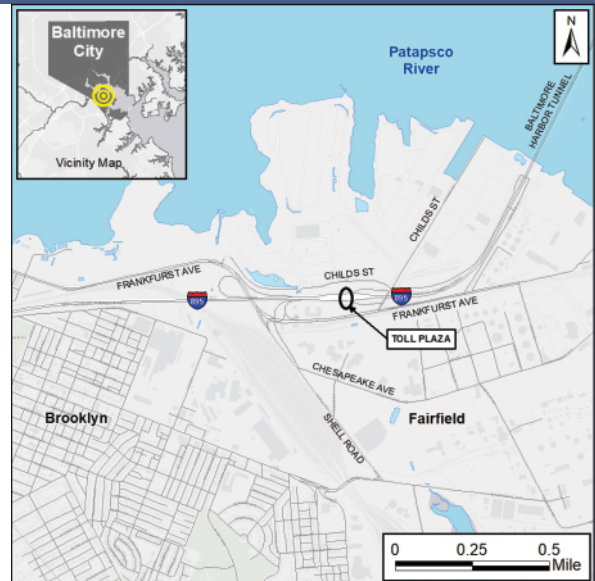 Baltimore
City
Vicinity Map
N
Patapsco
River
BALTIMORE
HARBOR TUNNEL
CHILDS ST
FRANKFURST AVE
CHILDS ST
895
895
FRANKFURST AVE
TOLL PLAZA
CHESAPEAKE AVE
Brooklyn
SHELL ROAD
Fairfield
0 0.25 0.5
Mile